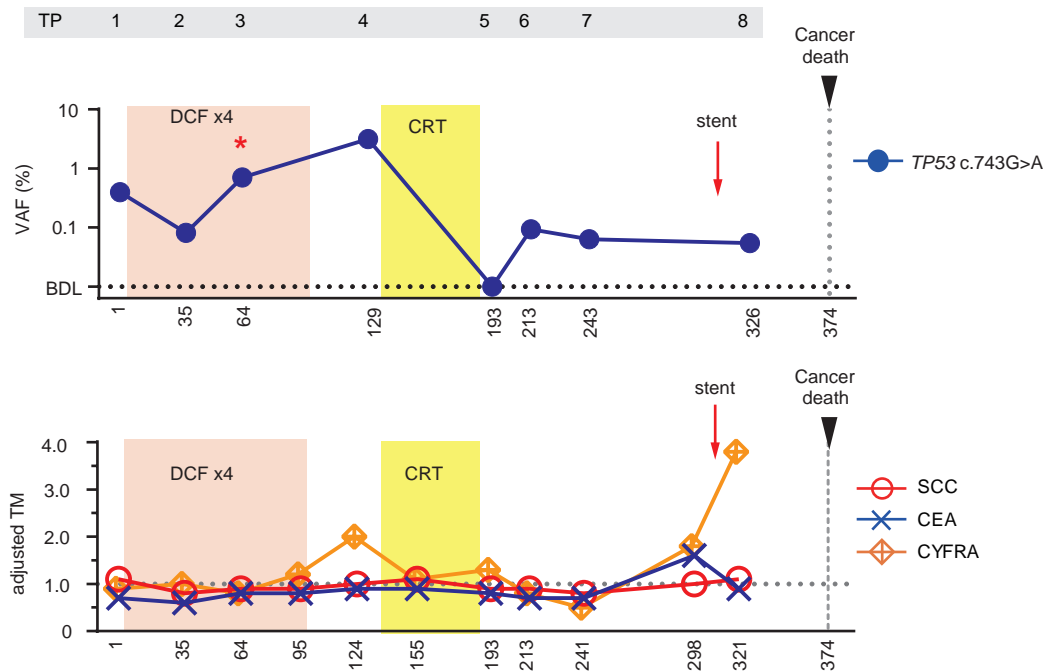 TP 1 2 3 4 5 6 7 8
Cancer
death
10
DCF x4
*
CRT
stent
1
TP53 c.743G>A
VAF (%)
0.1
BDL
1 35 64 129 193 213 243 326 374
Cancer
death
stent
4.0
DCF x4
CRT
3.0
SCC
2.0
CEA
CYFRA
adjusted TM
1.0
0
1 35 64 95 124 155 193 213 241 298 321 374